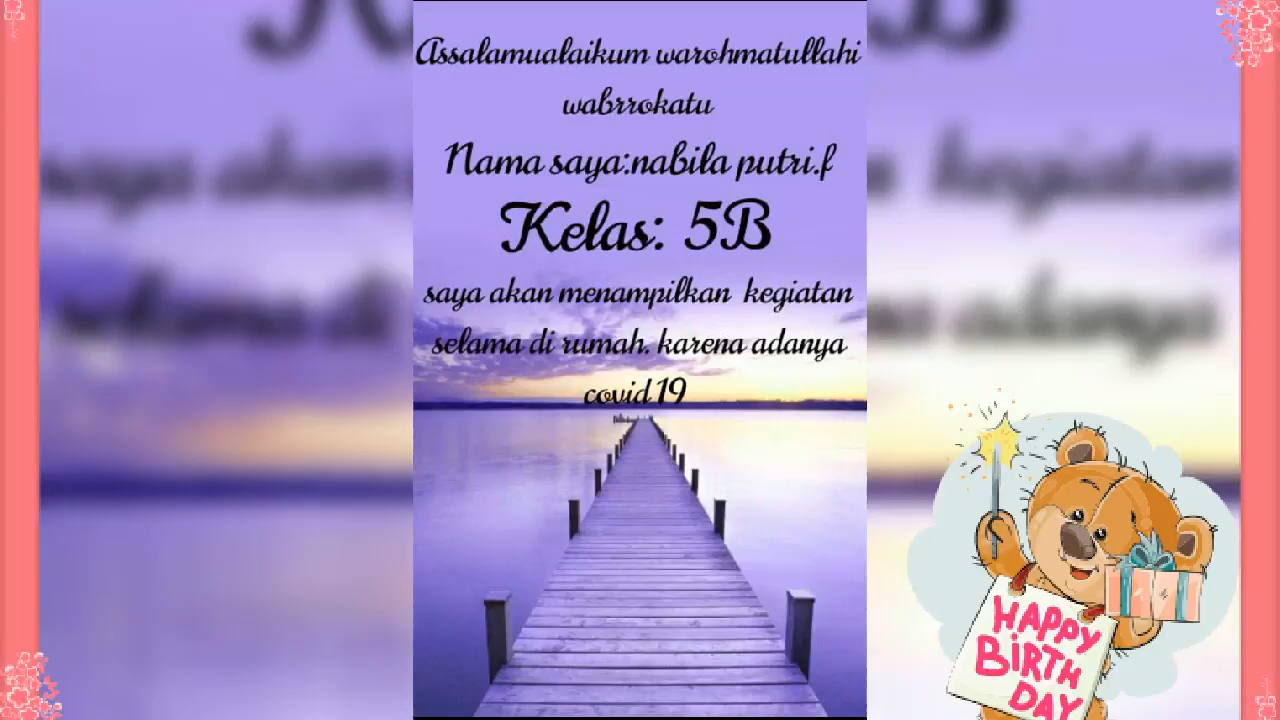 Assalamualaikum warohmatullahi
wabrrokatu
Nama saya:nabila putri.f
Kelas: 5B
saya akan menampilkan kegiatan
selama di rumah. karena adanya
covid 19
HAPPY
BiRTH
DAY